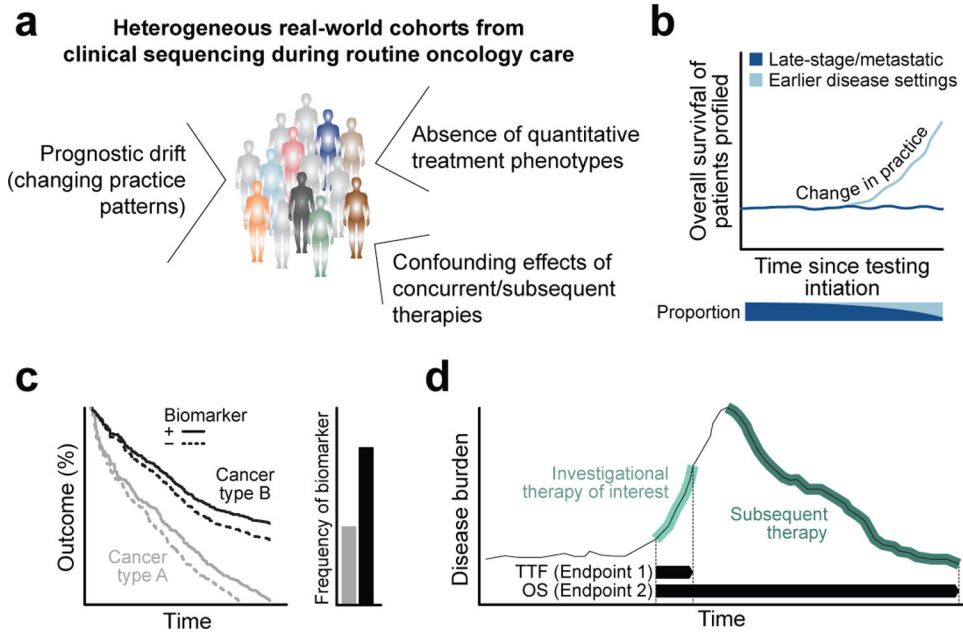 a
Heterogeneous real-world cohorts from
clinical sequencing during routine oncology care
Prognostic drift
(changing practice
patterns)
Absence of quantitative
treatment phenotypes
Confounding effects of
concurrent/subsequent
therapies
b
Overall survivfal of
patients profiled
Late-stage/metastatic
Earlier disease settings
Change in practice
Time since testing
intiation
Proportion
c
Outcome (%)
Biomarker
+
–
Cancer
type B
Cancer
type A
Time
Frequency of biomarker
d
Disease burden
Investigational
therapy of interest
Subsequent
therapy
TTF (Endpoint 1)
OS (Endpoint 2)
Time